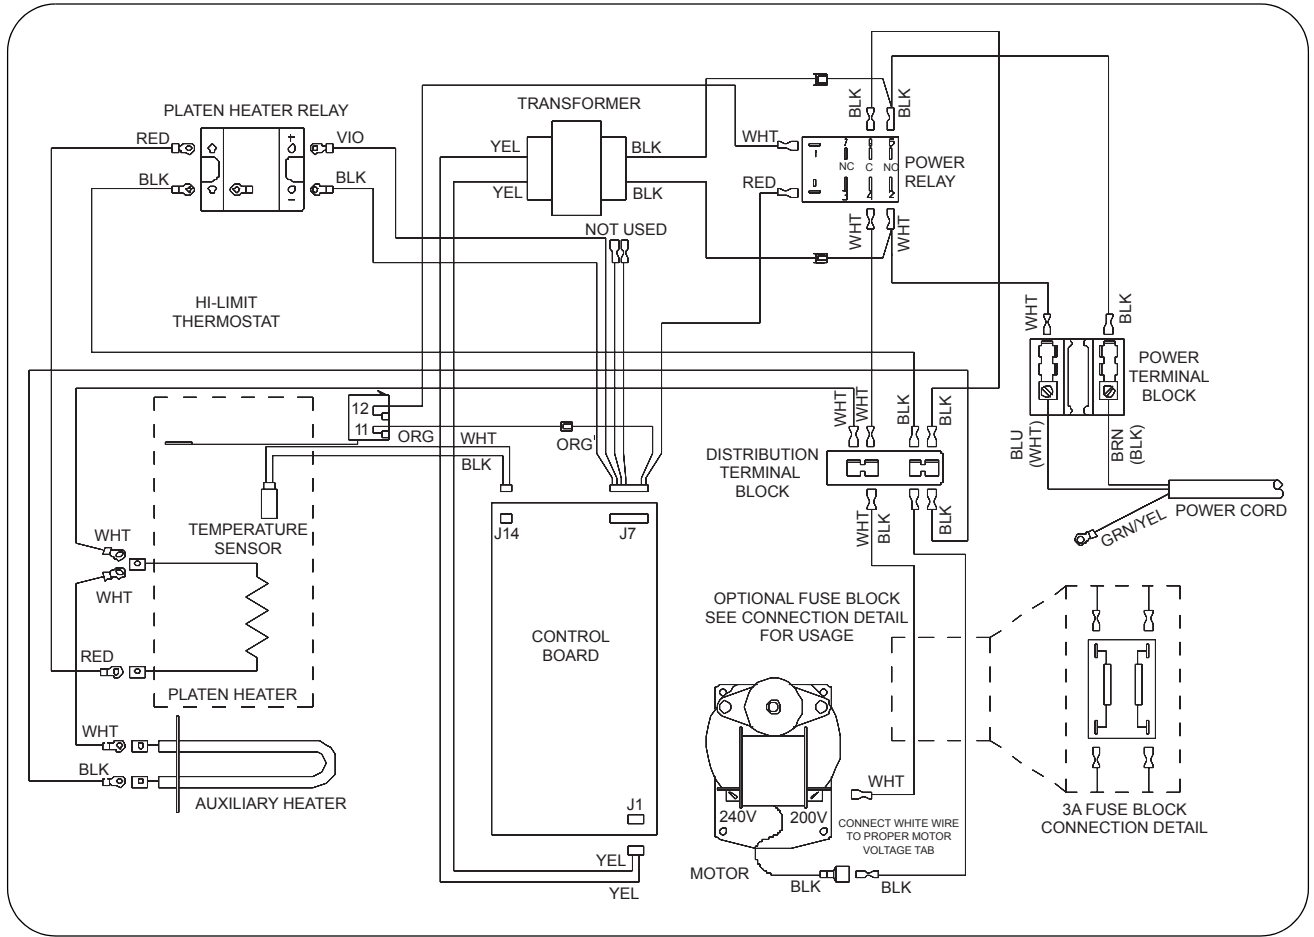 PLATEN HEATER RELAY
RED
VIO
BLK
BLK
TRANSFORMER
YEL
BLK
YEL
BLK
NOT USED
BLK
BLK
WHT
RED
NC
C
NO
POWER
RELAY
WHT
WHT
HI-LIMIT
THERMOSTAT
WHT
BLK
POWER
TERMINAL
BLOCK
BLU
(WHT)
BRN
(BLK)
POWER CORD
GRN/YEL
12
11
ORG
ORG'
WHT
BLK
WHT
WHT
BLK
BLK
DISTRIBUTION
TERMINAL
BLOCK
WHT
BLK
BLK
TEMPERATURE
SENSOR
WHT
WHT
RED
PLATEN HEATER
WHT
BLK
AUXILIARY HEATER
J14
J7
CONTROL
BOARD
J1
YEL
YEL
OPTIONAL FUSE BLOCK
SEE CONNECTION DETAIL
FOR USAGE
240V
200V
WHT
CONNECT WHITE WIRE
TO PROPER MOTOR
VOLTAGE TAB
MOTOR
BLK
BLK
3A FUSE BLOCK
CONNECTION DETAIL